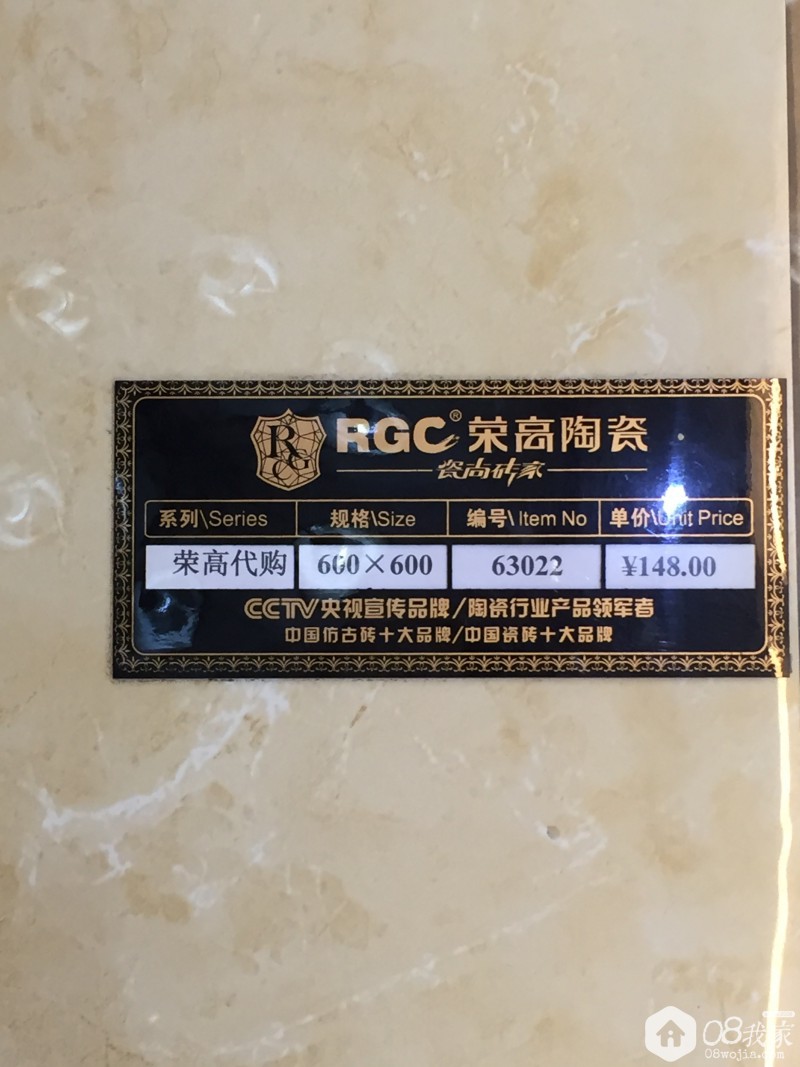 RGC® 荣高陶瓷
瓷尚砖家
系列\Series 规格\Size 编号\Item No 单价\Unit Price
荣高代购 600×600 63022 ¥148.00
CCTV央视宣传品牌/陶瓷行业产品领军者
中国仿古砖十大品牌/中国瓷砖十大品牌
08我家
08wojia.com